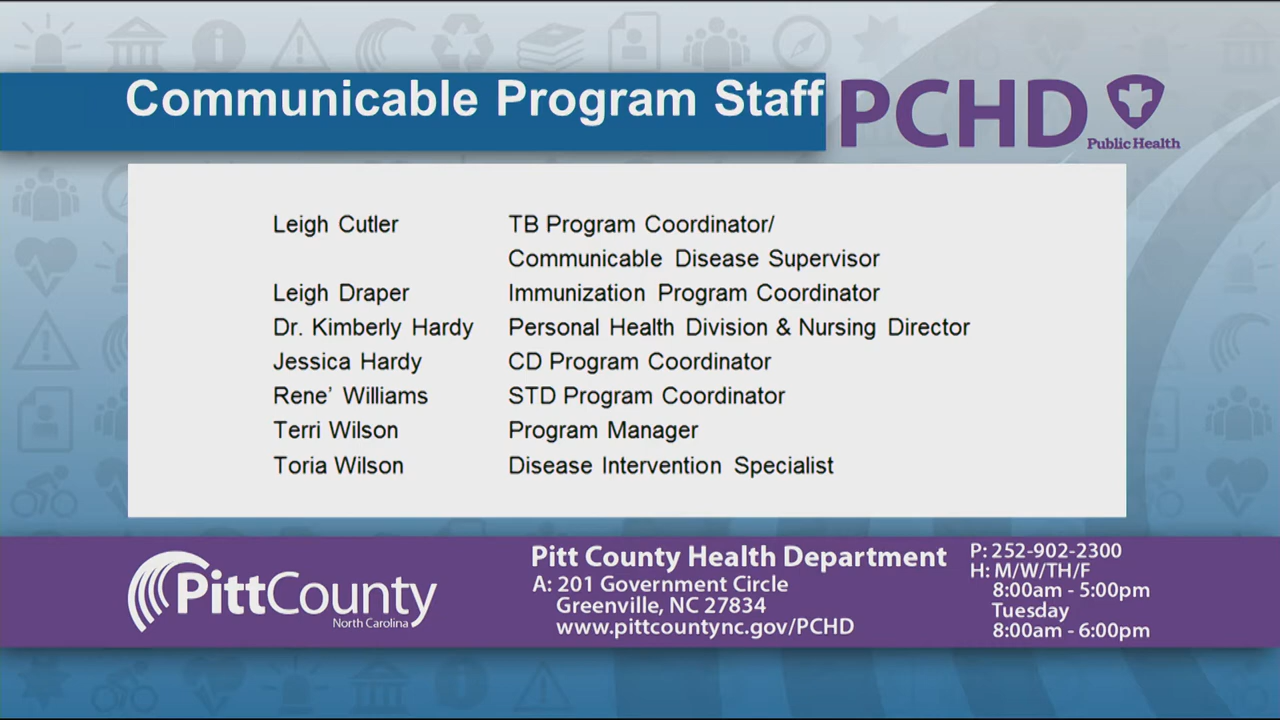 Communicable Program Staff
PCHD
Public Health
Leigh Cutler TB Program Coordinator/
Communicable Disease Supervisor
Leigh Draper Immunization Program Coordinator
Dr. Kimberly Hardy Personal Health Division & Nursing Director
Jessica Hardy CD Program Coordinator
Rene’ Williams STD Program Coordinator
Terri Wilson Program Manager
Toria Wilson Disease Intervention Specialist
PittCounty
North Carolina
Pitt County Health Department
A: 201 Government Circle
Greenville, NC 27834
www.pittcountync.gov/PCHD
P: 252-902-2300
H: M/W/TH/F
8:00am - 5:00pm
Tuesday
8:00am - 6:00pm